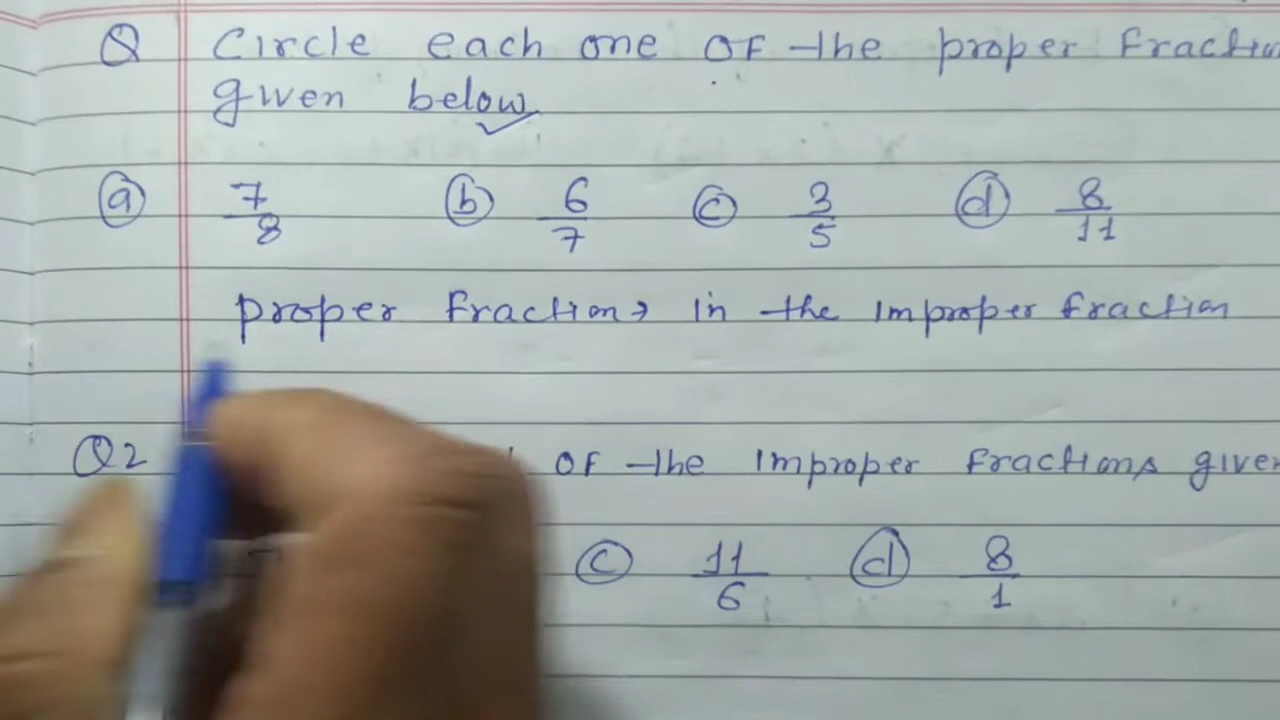 Q Circle each one of the proper fraction
given below
(a) 7/8 (b) 6/7 (c) 3/5 (d) 8/11
proper fraction → in the improper fraction
Q2 of the improper fractions given
(c) 11/6 (d) 8/1